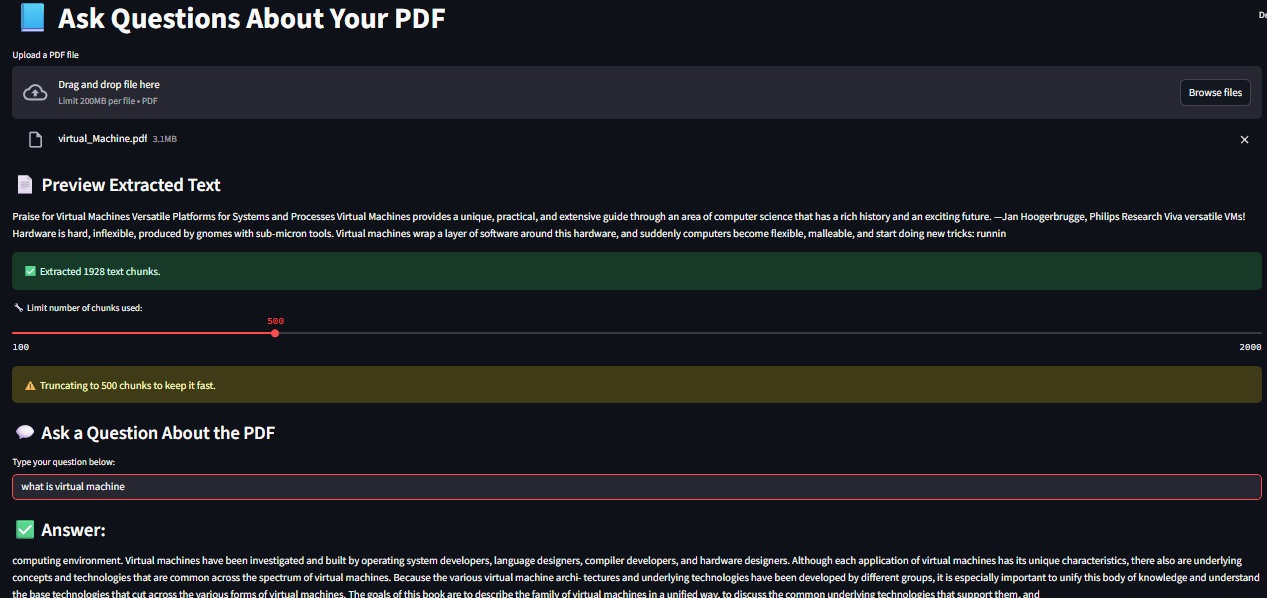 Ask Questions About Your PDF
De
Upload a PDF file
Drag and drop file here
Limit 200MB per file • PDF
Browse files
virtual_Machine.pdf 3.1MB
Preview Extracted Text
Praise for Virtual Machines Versatile Platforms for Systems and Processes Virtual Machines provides a unique, practical, and extensive guide through an area of computer science that has a rich history and an exciting future. —Jan Hoogerbrugge, Philips Research Viva versatile VMs!
Hardware is hard, inflexible, produced by gnomes with sub-micron tools. Virtual machines wrap a layer of software around this hardware, and suddenly computers become flexible, malleable, and start doing new tricks: runnin
Extracted 1928 text chunks.
Limit number of chunks used:
500
100
2000
Truncating to 500 chunks to keep it fast.
Ask a Question About the PDF
Type your question below:
what is virtual machine
Answer:
computing environment. Virtual machines have been investigated and built by operating system developers, language designers, compiler developers, and hardware designers. Although each application of virtual machines has its unique characteristics, there also are underlying
concepts and technologies that are common across the spectrum of virtual machines. Because the various virtual machine archi- tectures and underlying technologies have been developed by different groups, it is especially important to unify this body of knowledge and understand
the base technologies that cut across the various forms of virtual machines. The goals of this book are to describe the family of virtual machines in a unified way, to discuss the common underlying technologies that support them, and